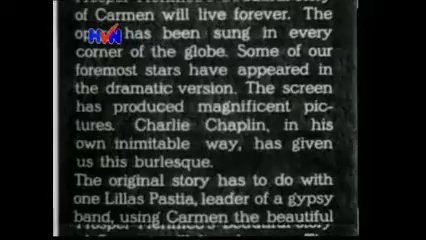 of Carmen will live forever. The
has been sung in every
corner of the globe. Some of our
foremost stars have appeared in
the dramatic version. The screen
has produced magnificent pic-
tures. Charlie Chaplin, in his
own inimitable way, has given
us this burlesque.
The original story has to do with
one Lillas Pastia, leader of a gypsy
band, using Carmen the beautiful